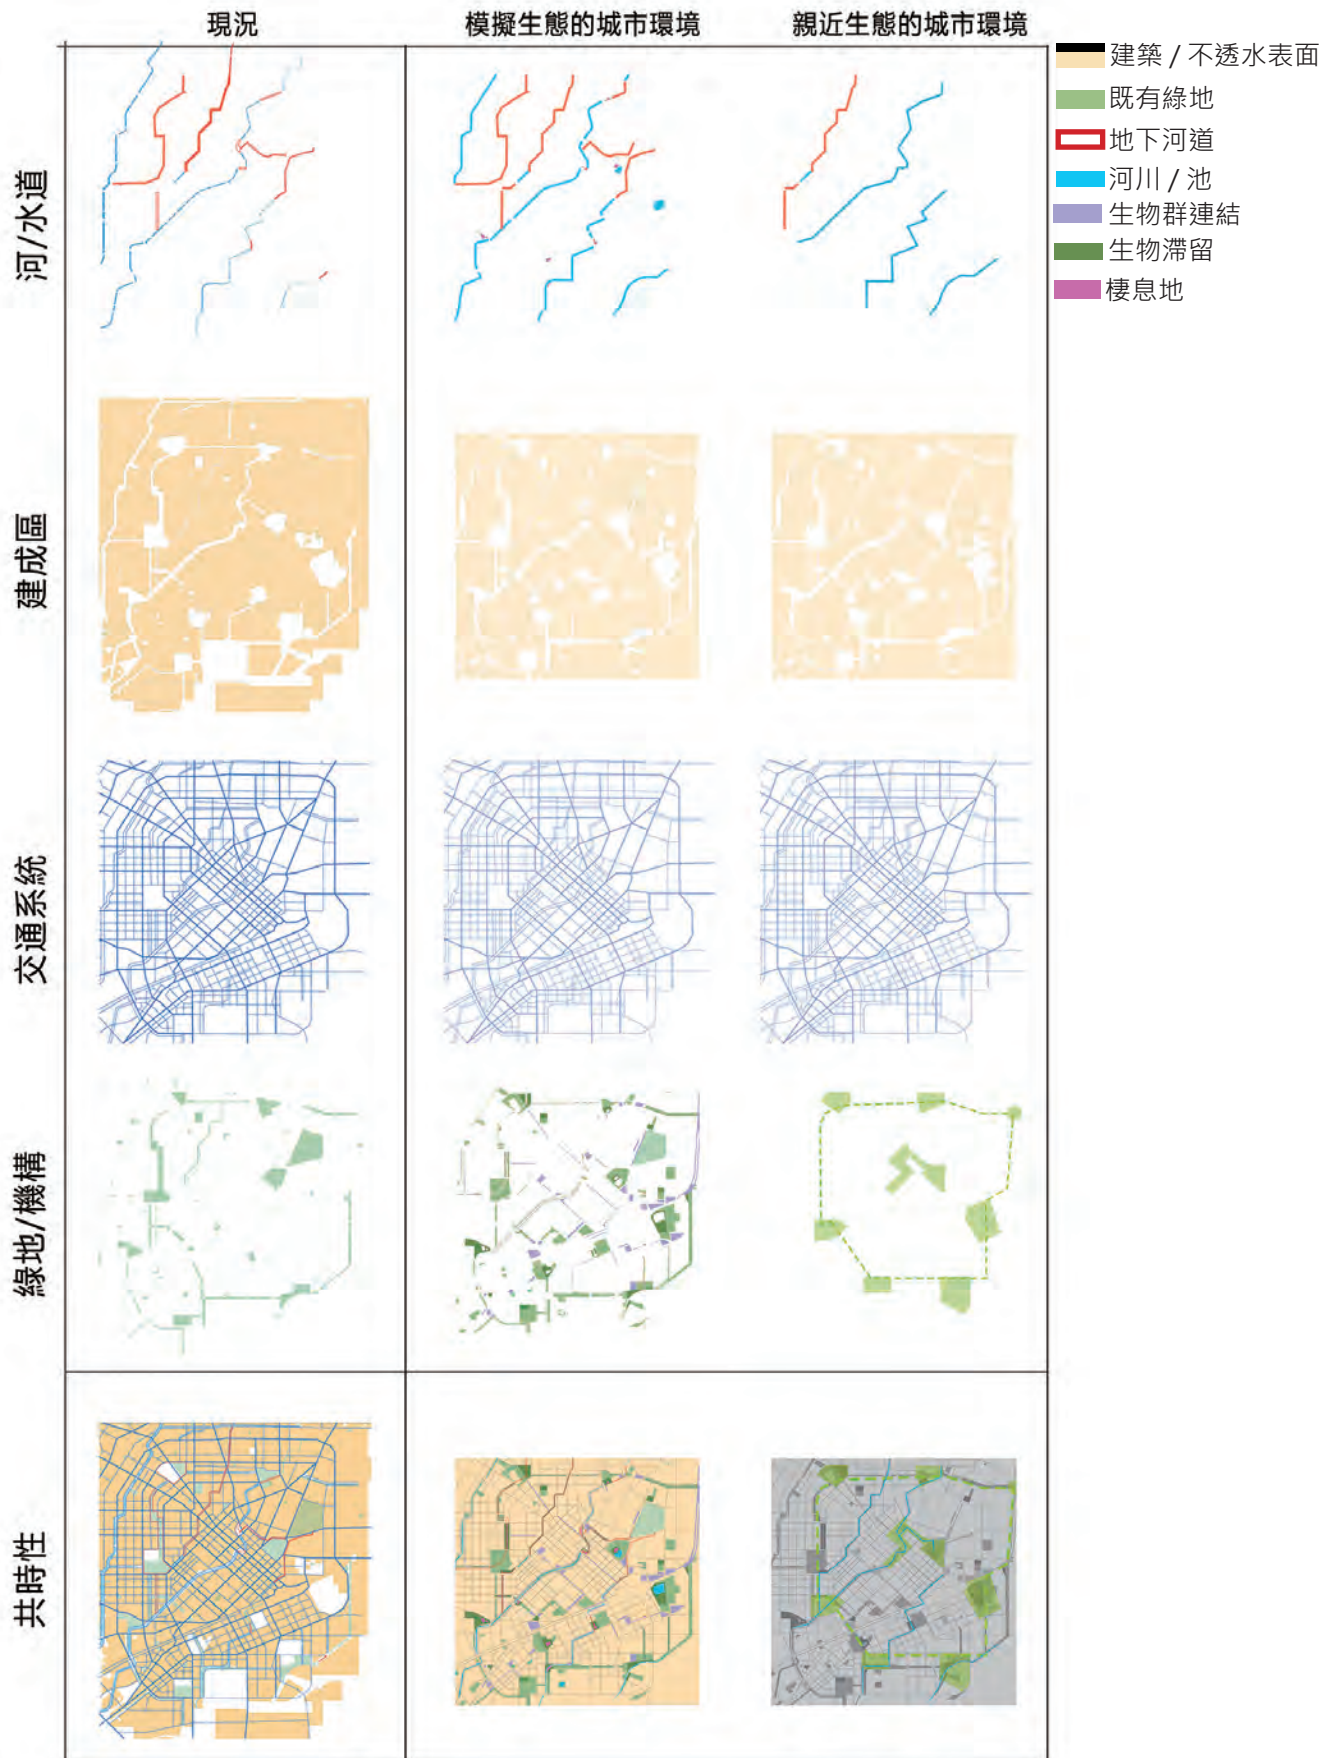 現況
模擬生態的城市環境
親近生態的城市環境
建築 / 不透水表面
既有綠地
地下河道
河川 / 池
生物群連結
生物滯留
棲息地
河/水道
建成區
交通系統
綠地/機構
共時性